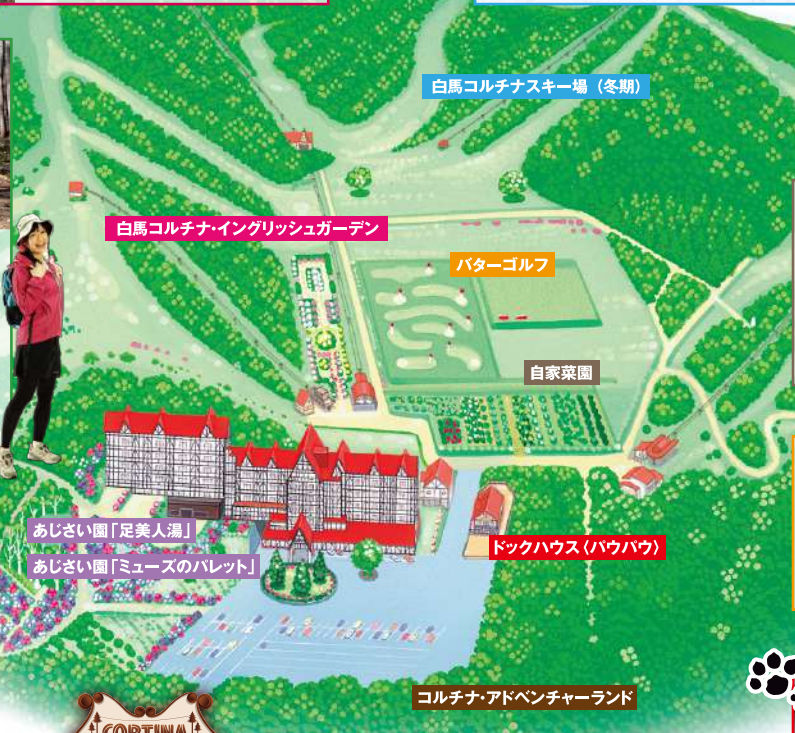 白馬コルチナスキー場（冬期）
白馬コルチナ・イングリッシュガーデン
パターゴルフ
自家菜園
あじさい園「足美人湯」
ドックハウス〈パウパウ〉
あじさい園「ミューズのパレット」
コルチナ・アドベンチャーランド
CORTINA